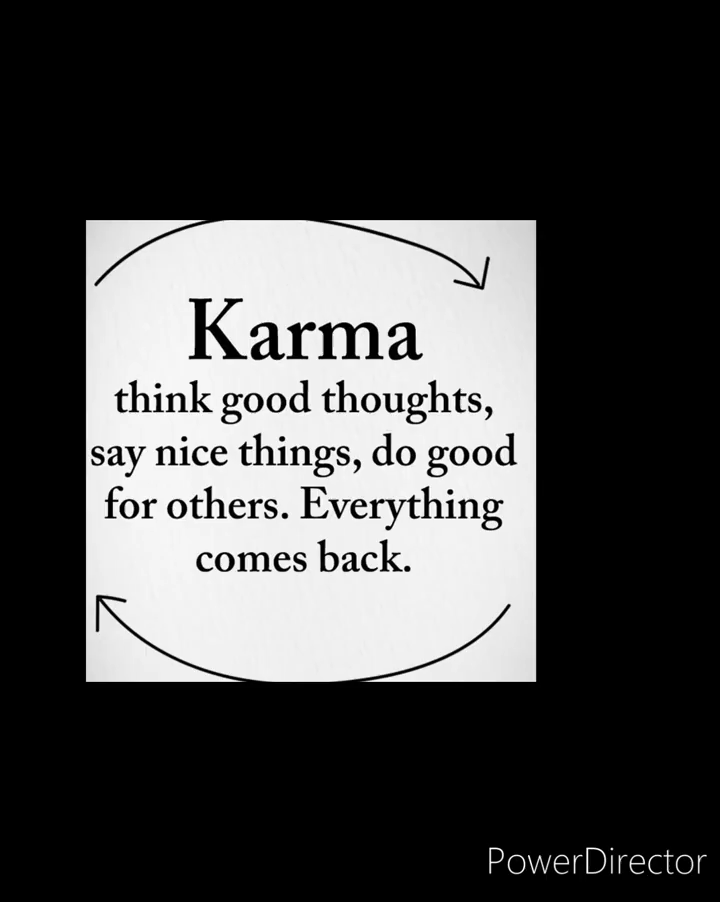 Karma
think good thoughts,
say nice things, do good
for others. Everything
comes back.
PowerDirector